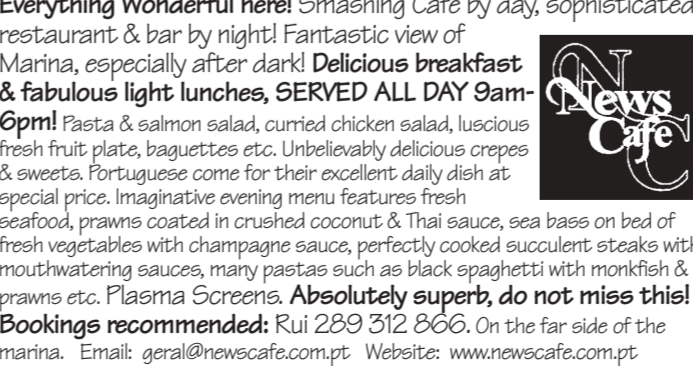 Everything Wonderful here! Smashing Cafe by day, sophisticated
restaurant & bar by night! Fantastic view of
Marina, especially after dark! Delicious breakfast
& fabulous light lunches, SERVED ALL DAY 9am-
6pm! Pasta & salmon salad, curried chicken salad, luscious
fresh fruit plate, baguettes etc. Unbelievably delicious crepes
& sweets. Portuguese come for their excellent daily dish at
special price. Imaginative evening menu features fresh
seafood, prawns coated in crushed coconut & Thai sauce, sea bass on bed of
fresh vegetables with champagne sauce, perfectly cooked succulent steaks with
mouthwatering sauces, many pastas such as black spaghetti with monkfish &
prawns etc. Plasma Screens. Absolutely superb, do not miss this!
Bookings recommended: Rui 289 312 866. On the far side of the
marina. Email: geral@newscafe.com.pt Website: www.newscafe.com.pt
NC
News
Cafe